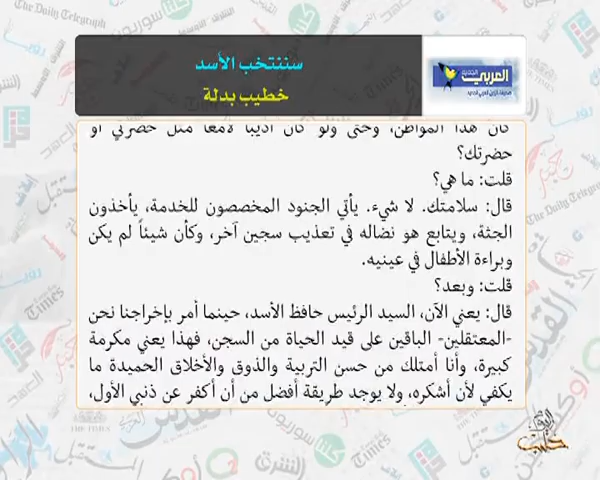 سننتخب الأسد
خطيب بدلة
العربي الجديد
كان هذا المواطن، وحتى ولو كان أديباً لامعاً مثل حضرتي أو
حضرتك؟
قلت: ما هي؟
قال: سلامتك. لا شيء. يأتي الجنود المخصصون للخدمة، يأخذون
الجثة، ويتابع هو نضاله في تعذيب سجين آخر، وكأن شيئاً لم يكن
وبراءة الأطفال في عينيه.
قلت: وبعد؟
قال: يعني الآن، السيد الرئيس حافظ الأسد، حينما أمر بإخراجنا نحن
-المعتقلين- الباقين على قيد الحياة من السجن، فهذا يعني مكرمة
كبيرة، وأنا أمتلك من حسن التربية والذوق والأخلاق الحميدة ما
يكفي لأن أشكره، ولا يوجد طريقة أفضل من أن أكفر عن ذنبي الأول،